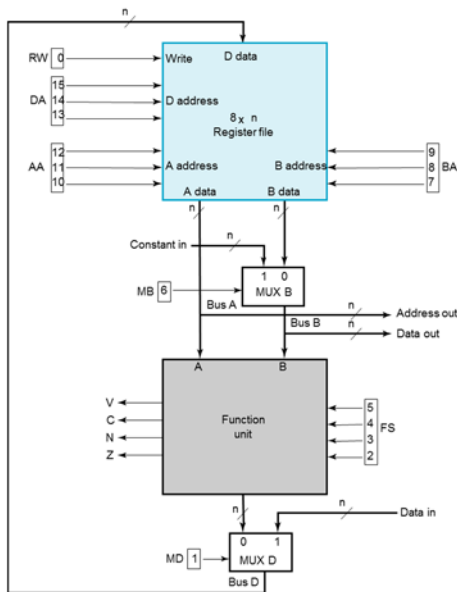 n
RW 0 Write D data
15
DA 14 D address
13
8 x n
Register file
12 9
AA 11 A address B address 8 BA
10 7
A data B data
n n
Constant in n
1 0
MB 6 MUX B
Bus A n Address out
Bus B n Data out
A B
V 5
C Function 4 FS
N unit 3
Z 2
n n Data in
0 1
MD 1 MUX D
Bus D